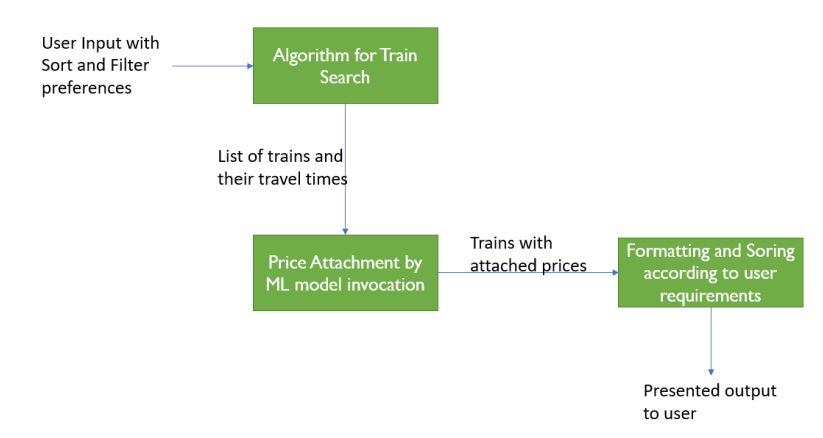 User Input with
Sort and Filter
preferences
Algorithm for Train
Search
List of trains and
their travel times
Price Attachment by
ML model invocation
Trains with
attached prices
Formatting and Soring
according to user
requirements
Presented output
to user